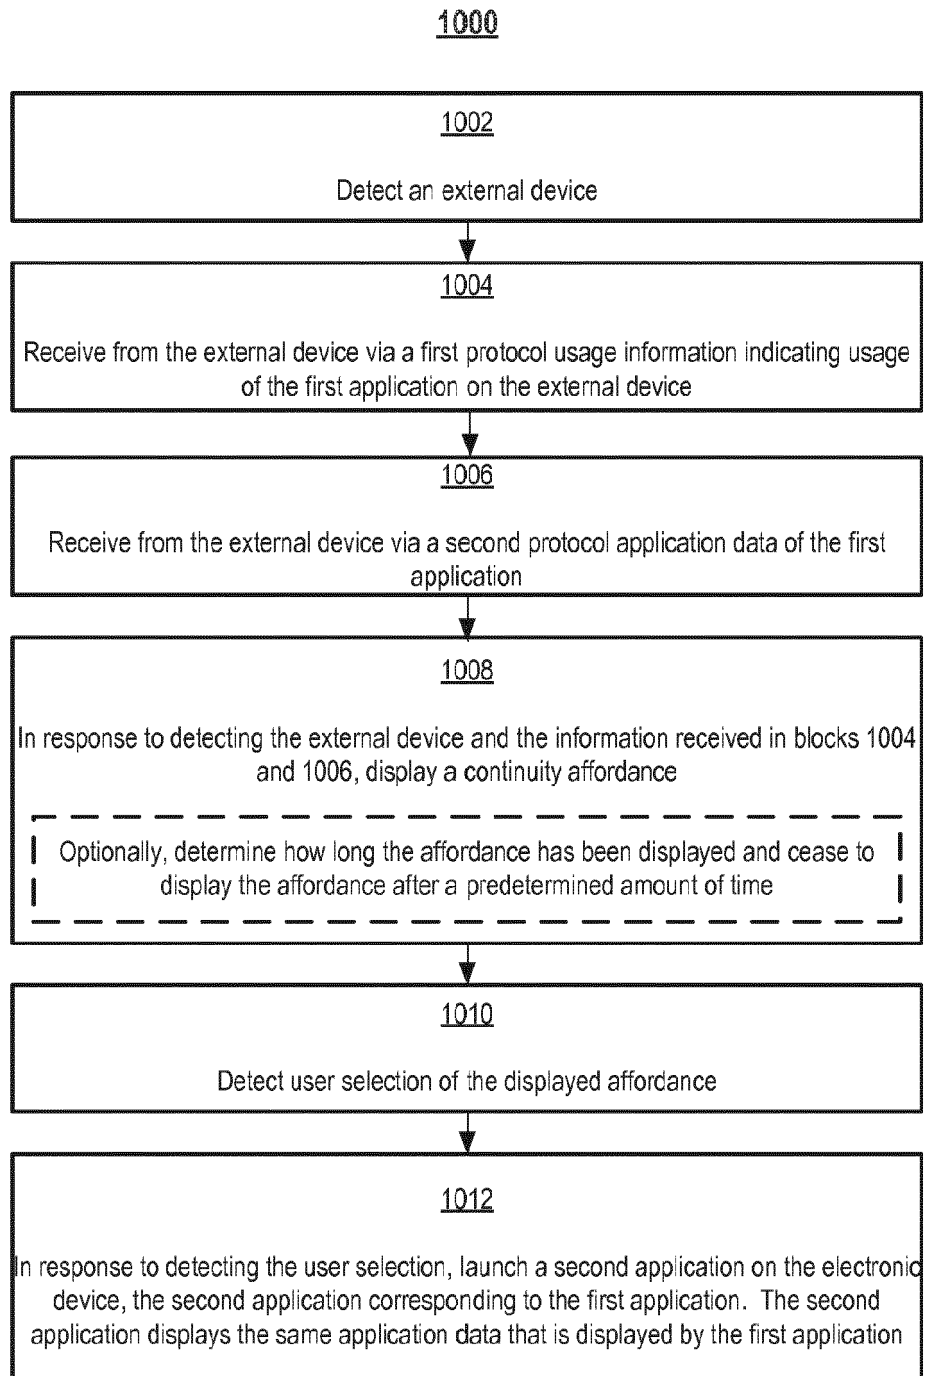 1000
1002
Detect an external device
1004
Receive from the external device via a first protocol usage information indicating usage
of the first application on the external device
1006
Receive from the external device via a second protocol application data of the first
application
1008
In response to detecting the external device and the information received in blocks 1004
and 1006, display a continuity affordance
Optionally, determine how long the affordance has been displayed and cease to
display the affordance after a predetermined amount of time
1010
Detect user selection of the displayed affordance
1012
In response to detecting the user selection, launch a second application on the electronic
device, the second application corresponding to the first application. The second
application displays the same application data that is displayed by the first application